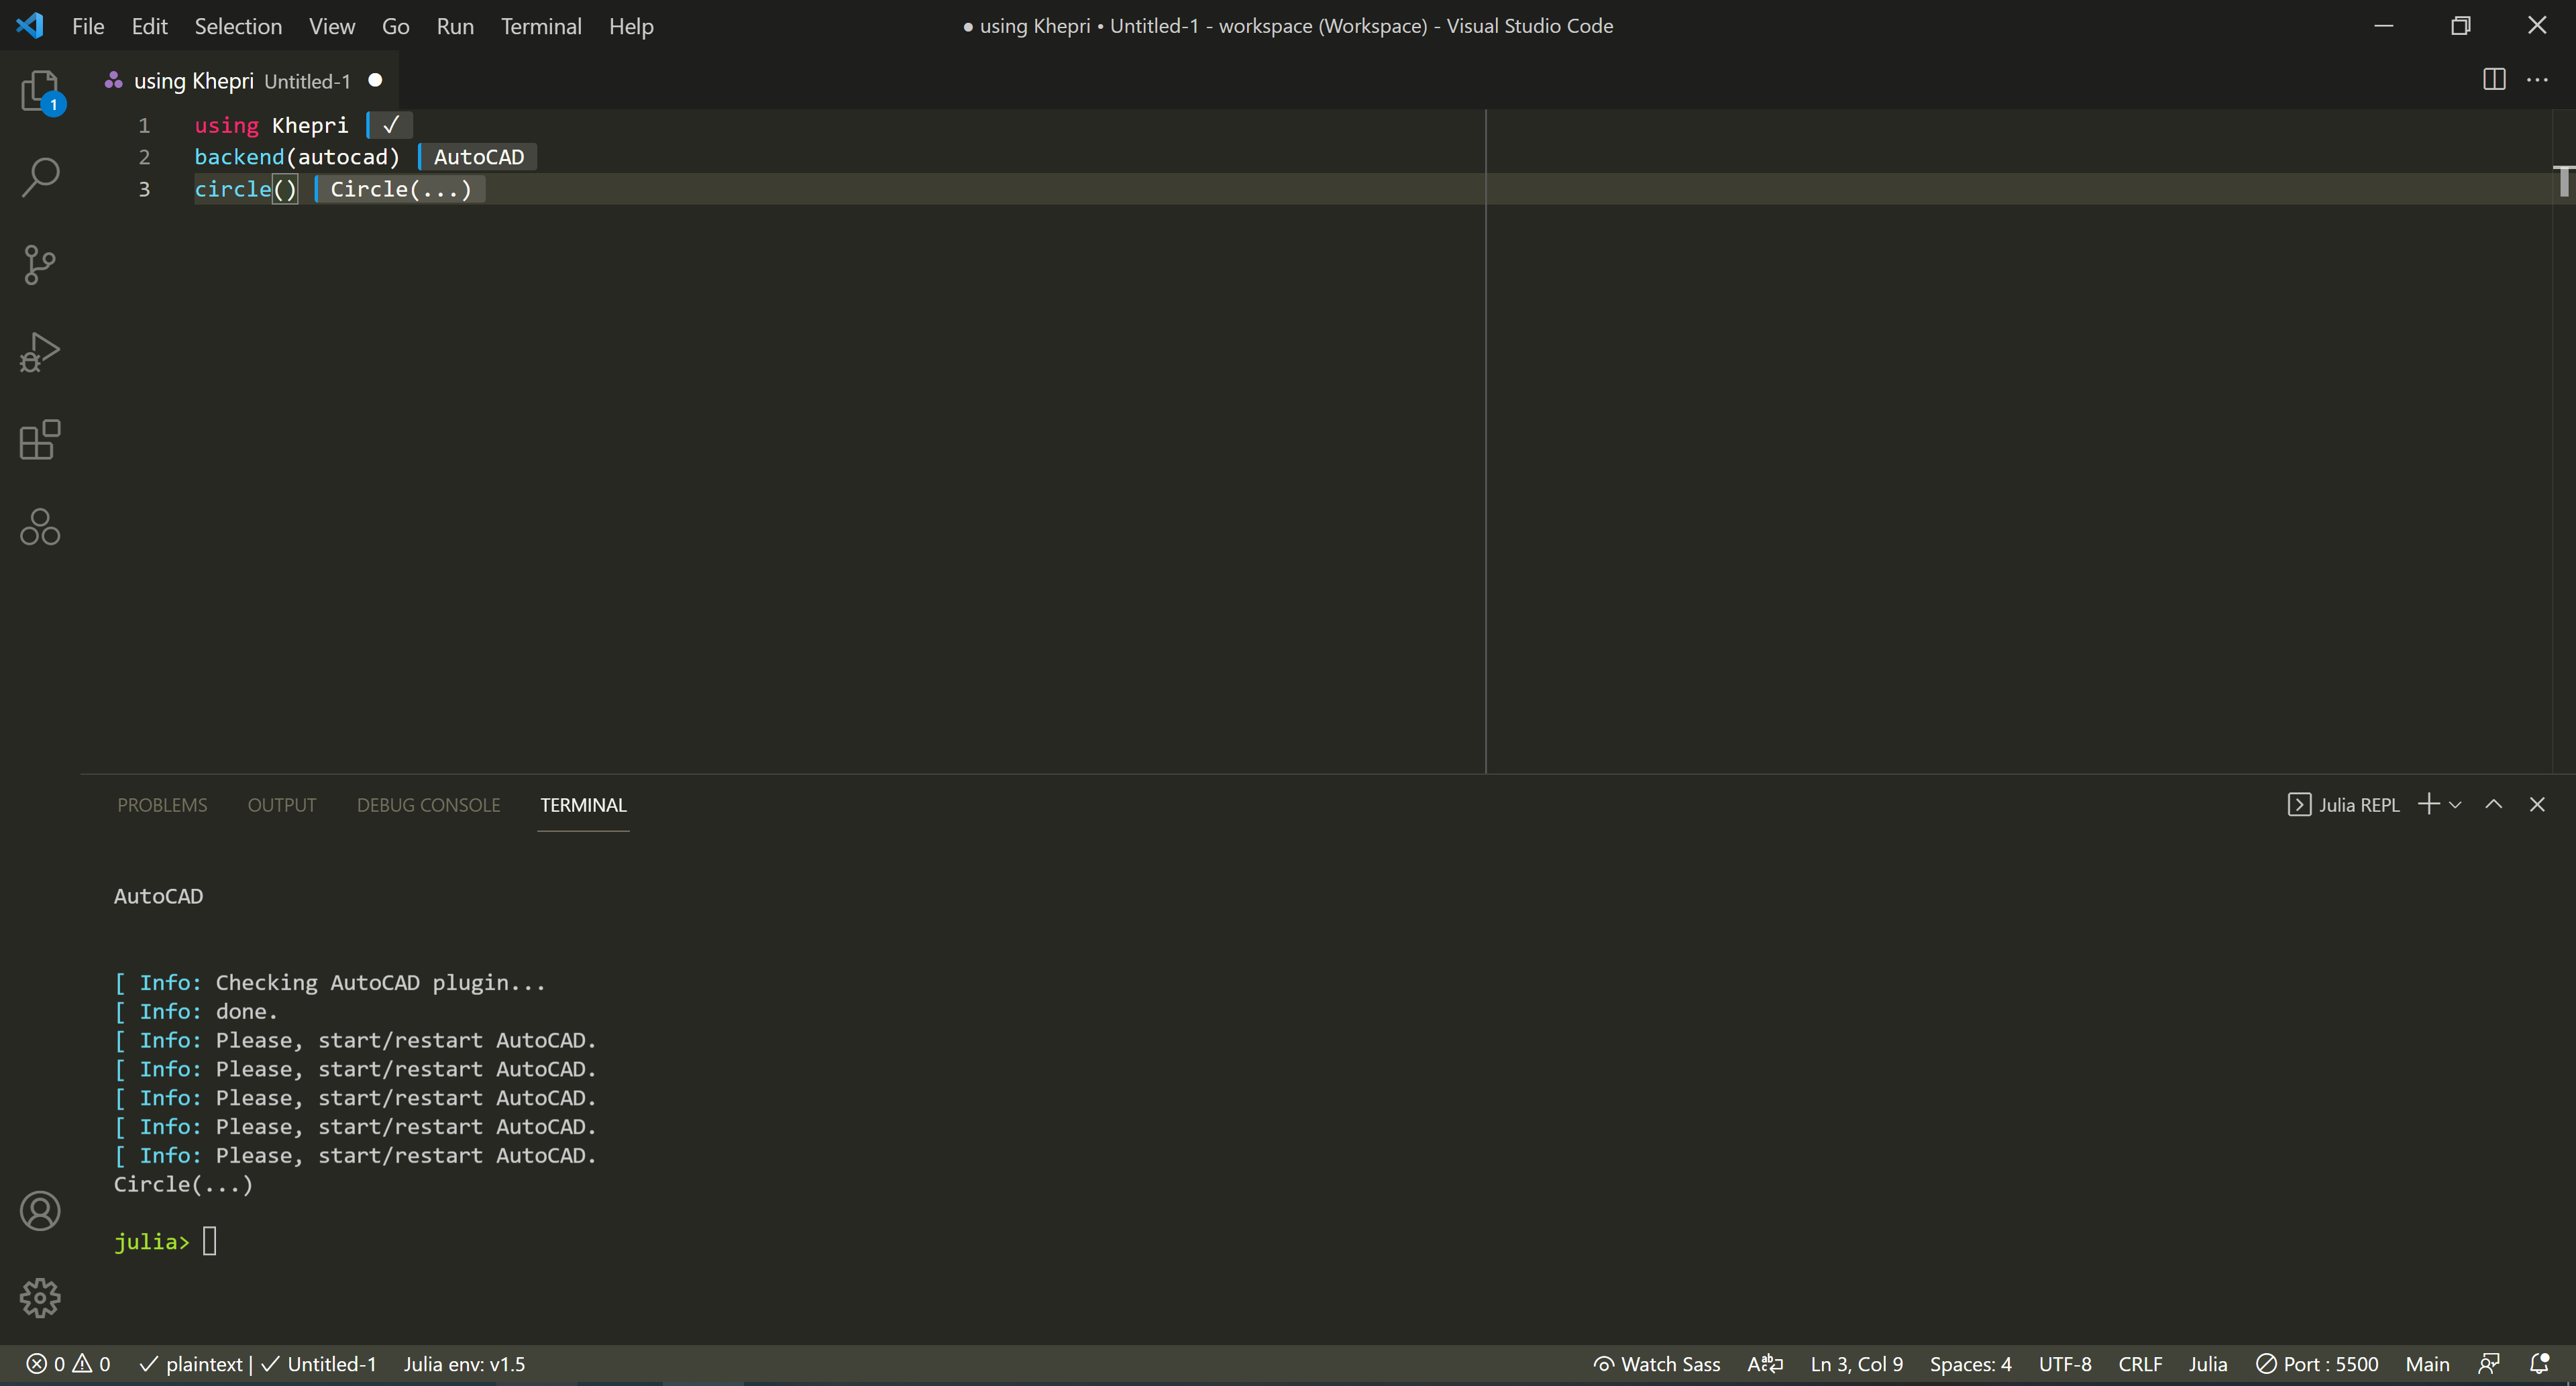 File Edit Selection View Go Run Terminal Help ● using Khepri • Untitled-1 - workspace (Workspace) - Visual Studio Code
1
using Khepri Untitled-1 ●
1 using Khepri ✓
2 backend(autocad) AutoCAD
3 circle() Circle(...)
PROBLEMS OUTPUT DEBUG CONSOLE TERMINAL Julia REPL
AutoCAD
[ Info: Checking AutoCAD plugin...
[ Info: done.
[ Info: Please, start/restart AutoCAD.
[ Info: Please, start/restart AutoCAD.
[ Info: Please, start/restart AutoCAD.
[ Info: Please, start/restart AutoCAD.
[ Info: Please, start/restart AutoCAD.
Circle(...)
julia>
0 0 ✓ plaintext | ✓ Untitled-1 Julia env: v1.5 Watch Sass Ln 3, Col 9 Spaces: 4 UTF-8 CRLF Julia Port : 5500 Main